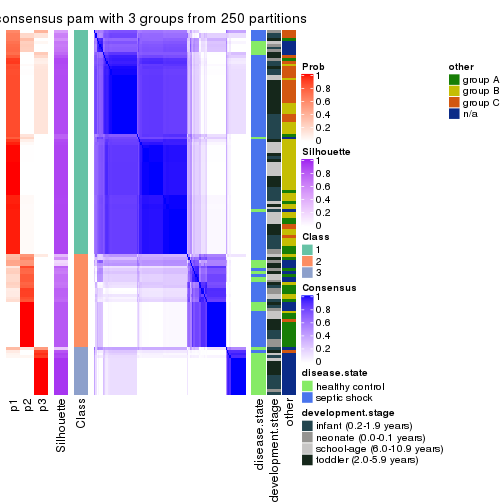 consensus pam with 3 groups from 250 partitions
Prob
1
0.8
0.6
0.4
0.2
0
Silhouette
1
0.8
0.6
0.4
0.2
0
Class
1
2
3
Consensus
1
0.8
0.6
0.4
0.2
0
disease.state
healthy control
septic shock
development.stage
infant (0.2-1.9 years)
neonate (0.0-0.1 years)
school-age (6.0-10.9 years)
toddler (2.0-5.9 years)
other
group A
group B
group C
n/a
p1
p2
p3
Silhouette
Class
disease.state
development.stage
other